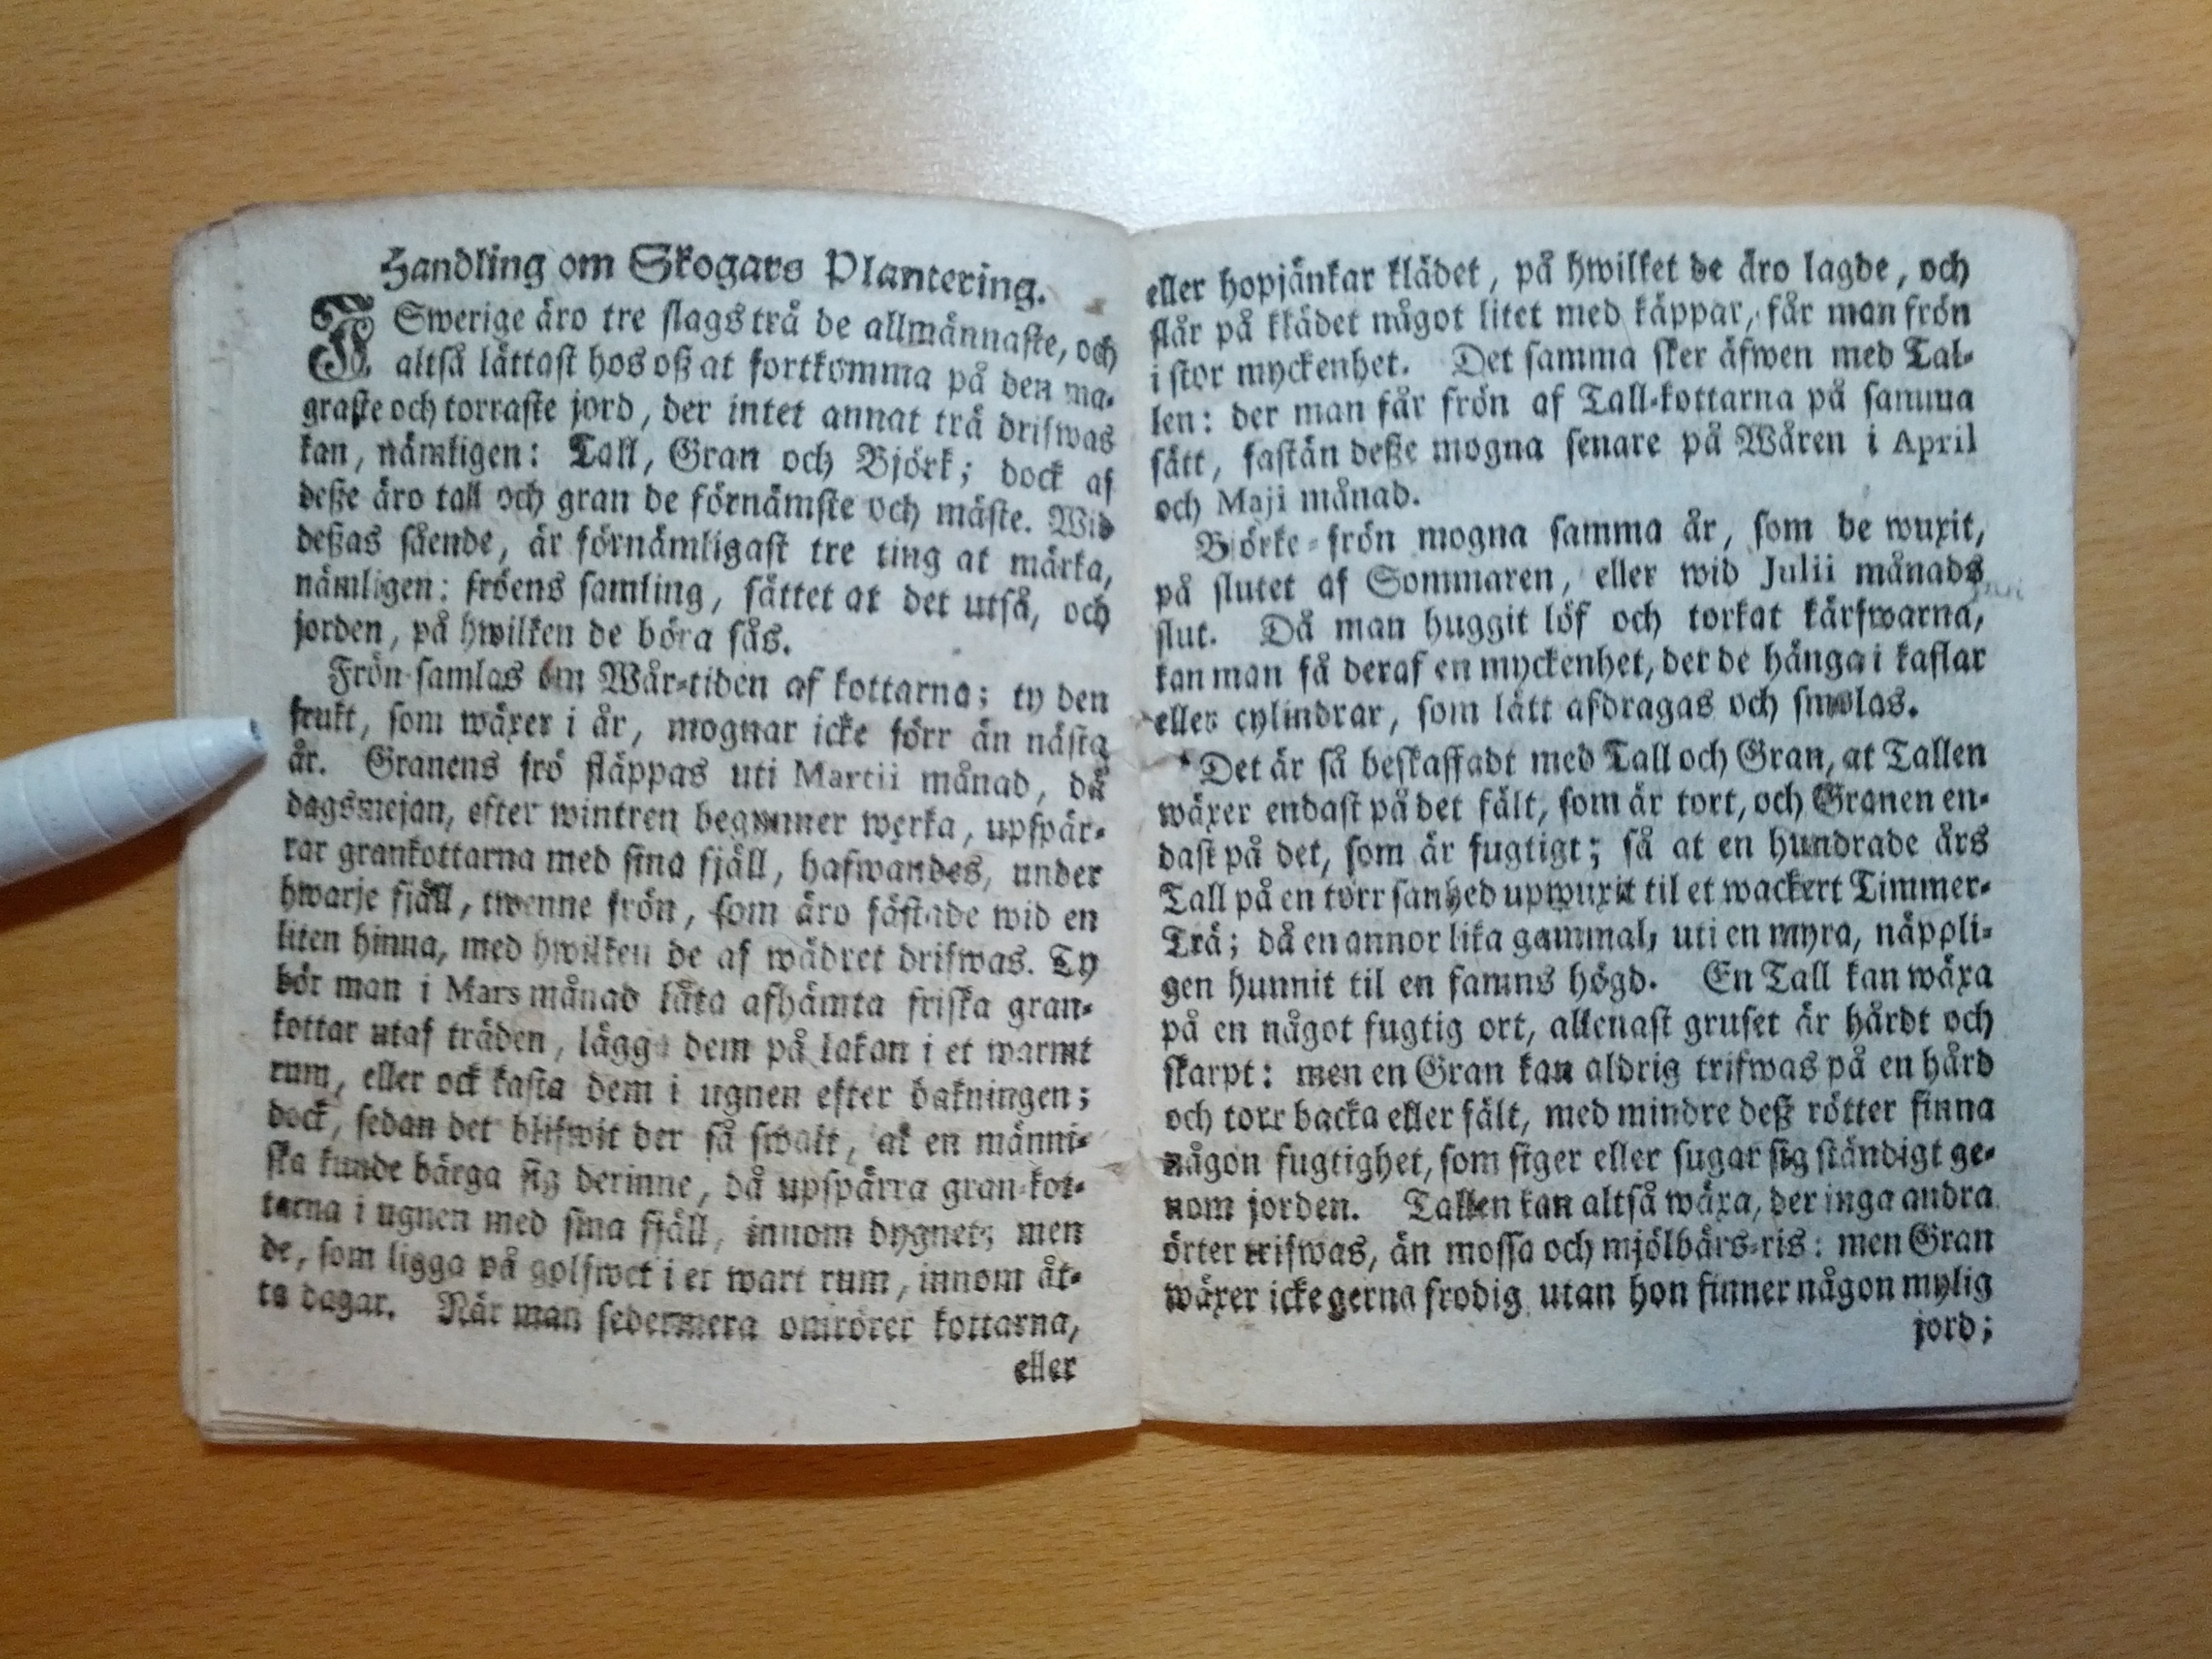 Handling om Skogars Plantering.
I Swerige äro tre slags trä de allmännaste, och
altså lättast hos oß at fortkomma på den ma-
graste och torraste jord, der intet annat trä drifwas
kan, nämligen: Tall, Gran och Björk; dock af
deße äro tall och gran de förnämste och mäste. Wid
deßas sående, är förnämligast tre ting at märka,
nämligen: fröens samling, sättet at det utså, och
jorden, på hwilken de böra sås.
Frön samlas om Wår-tiden af kottarna; ty den
frukt, som wäxer i år, mognar icke förr än nästa
år. Granens frö släppas uti Martii månad, då
dagsmejan, efter wintren begynner werka, upspär-
rar grankottarna med sina fjäll, hafwandes, under
hwarje fjäll, twenne frön, som äro fästade wid en
liten hinna, med hwilken de af wädret drifwas. Ty
bör man i Mars månad låta afhämta friska gran-
kottar utaf träden, lägga dem på lakan i et warmt
rum, eller ock kasta dem i ugnen efter bakningen;
dock, sedan det blifwit der så swalt, at en männi-
ska kunde bärga sig derinne, då upspärra gran-kot-
tarna i ugnen med sina fjäll, innom dygnet; men
de, som ligga på golfwet i et wart rum, innom åt-
ta dagar. När man sedermera omrörer kottarna,
eller
eller hopjänkar klädet, på hwilket de äro lagde, och
slår på klädet något litet med käppar, får man frön
i stor myckenhet. Det samma sker äfwen med Tal-
len: der man får frön af Tall-kottarna på samma
sätt, fastän deße mogna senare på Wåren i April
och Maji månad.
Björke-frön mogna samma år, som de wuxit,
på slutet af Sommaren, eller wid Julii månads
slut. Då man huggit löf och torkat kärfwarna,
kan man få deraf en myckenhet, der de hänga i kaflar
eller cylindrar, som lätt afdragas och smolas.
Det är så beskaffadt med Tall och Gran, at Tallen
wäxer endast på det fält, som är tort, och Granen en-
dast på det, som är fugtigt; så at en hundrade års
Tall på en torr sanhed upwuxit til et wackert Timmer-
Trä; då en annor lika gammal, uti en myra, näppli-
gen hunnit til en famns högd. En Tall kan wäxa
på en något fugtig ort, allenast gruset är hårdt och
skarpt: men en Gran kan aldrig trifwas på en hård
och torr backa eller fält, med mindre deß rötter finna
någon fugtighet, som siger eller sugar sig ständigt ge-
nom jorden. Tallen kan altså wäxa, der inga andra
örter trifwas, än mossa och mjölbärs-ris: men Gran
wäxer icke gerna frodig utan hon finner någon mylig
jord;